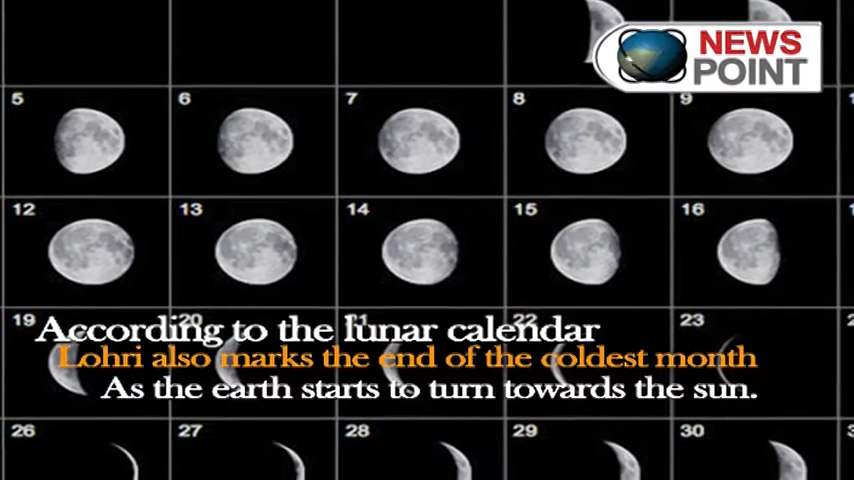 NEWS
POINT
5 6 7 8 9
12 13 14 15 16
19 20 22 23
According to the lunar calendar
Lohri also marks the end of the coldest month
As the earth starts to turn towards the sun.
26 27 28 29 30